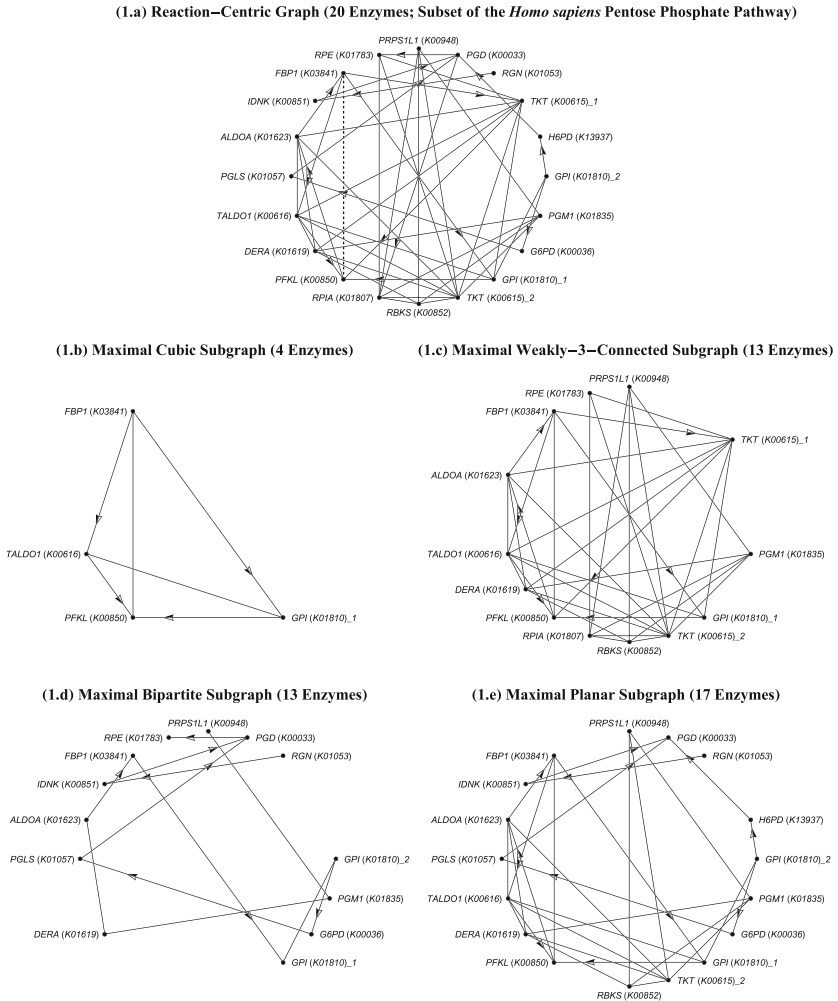 (1.a) Reaction−Centric Graph (20 Enzymes; Subset of the Homo sapiens Pentose Phosphate Pathway)
PRPS1L1 (K00948)
RPE (K01783)
PGD (K00033)
FBP1 (K03841)
RGN (K01053)
IDNK (K00851)
TKT (K00615)_1
ALDOA (K01623)
H6PD (K13937)
PGLS (K01057)
GPI (K01810)_2
TALDO1 (K00616)
PGM1 (K01835)
DERA (K01619)
G6PD (K00036)
PFKL (K00850)
GPI (K01810)_1
RPIA (K01807)
TKT (K00615)_2
RBKS (K00852)
(1.b) Maximal Cubic Subgraph (4 Enzymes)
FBP1 (K03841)
TALDO1 (K00616)
PFKL (K00850)
GPI (K01810)_1
(1.c) Maximal Weakly−3−Connected Subgraph (13 Enzymes)
PRPS1L1 (K00948)
RPE (K01783)
FBP1 (K03841)
TKT (K00615)_1
ALDOA (K01623)
TALDO1 (K00616)
PGM1 (K01835)
DERA (K01619)
PFKL (K00850)
GPI (K01810)_1
RPIA (K01807)
TKT (K00615)_2
RBKS (K00852)
(1.d) Maximal Bipartite Subgraph (13 Enzymes)
PRPS1L1 (K00948)
RPE (K01783)
PGD (K00033)
FBP1 (K03841)
RGN (K01053)
IDNK (K00851)
ALDOA (K01623)
PGLS (K01057)
GPI (K01810)_2
PGM1 (K01835)
DERA (K01619)
G6PD (K00036)
GPI (K01810)_1
(1.e) Maximal Planar Subgraph (17 Enzymes)
PRPS1L1 (K00948)
PGD (K00033)
FBP1 (K03841)
RGN (K01053)
IDNK (K00851)
ALDOA (K01623)
H6PD (K13937)
PGLS (K01057)
GPI (K01810)_2
TALDO1 (K00616)
PGM1 (K01835)
DERA (K01619)
G6PD (K00036)
PFKL (K00850)
GPI (K01810)_1
TKT (K00615)_2
RBKS (K00852)